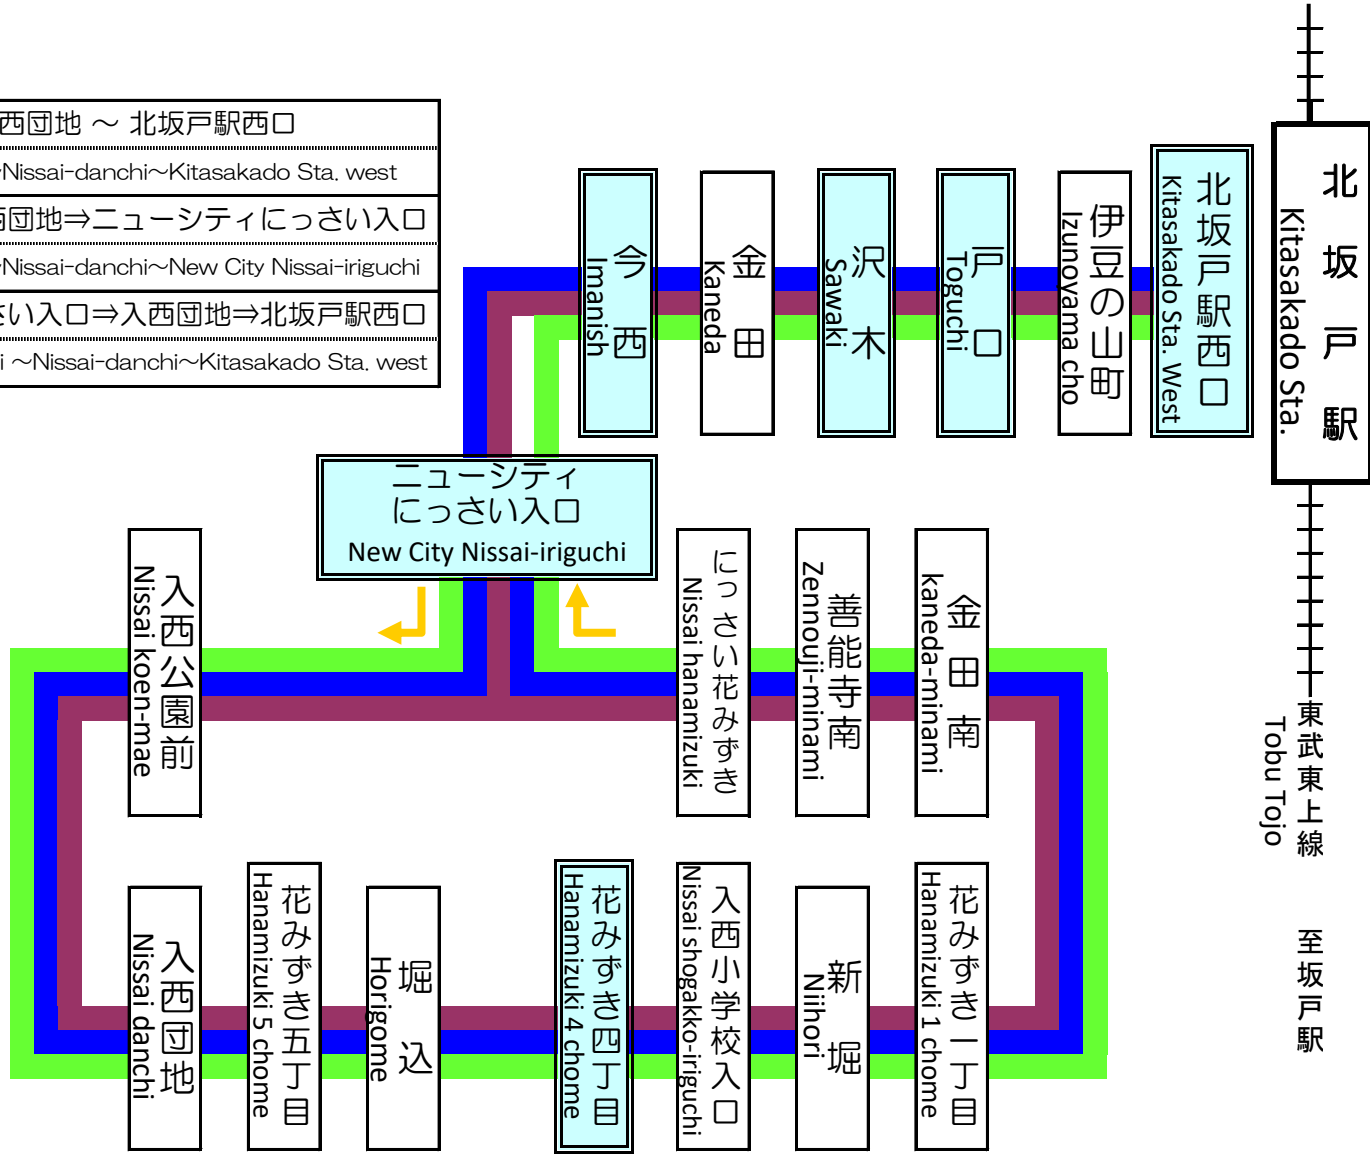 西団地 ～ 北坂戸駅西口
Nissai-danchi～Kitasakado Sta. west
団地⇒ニューシティにっさい入口
Nissai-danchi～New City Nissai-iriguchi
さい入口⇒入西団地⇒北坂戸駅西口
i ～Nissai-danchi～Kitasakado Sta. west
今西
Imanish
金田
Kaneda
沢木
Sawaki
戸口
Toguchi
伊豆の山町
Izunoyama cho
北坂戸駅西口
Kitasakado Sta. West
北坂戸駅
Kitasakado Sta.
ニューシティ
にっさい入口
New City Nissai-iriguchi
入西公園前
Nissai koen-mae
にっさい花みずき
Nissai hanamizuki
善能寺南
Zennouji-minami
金田南
kaneda-minami
東武東上線 至坂戸駅
Tobu Tojo
入西団地
Nissai danchi
花みずき五丁目
Hanamizuki 5 chome
堀込
Horigome
花みずき四丁目
Hanamizuki 4 chome
入西小学校入口
Nissai shogakko-iriguchi
新堀
Niihori
花みずき一丁目
Hanamizuki 1 chome